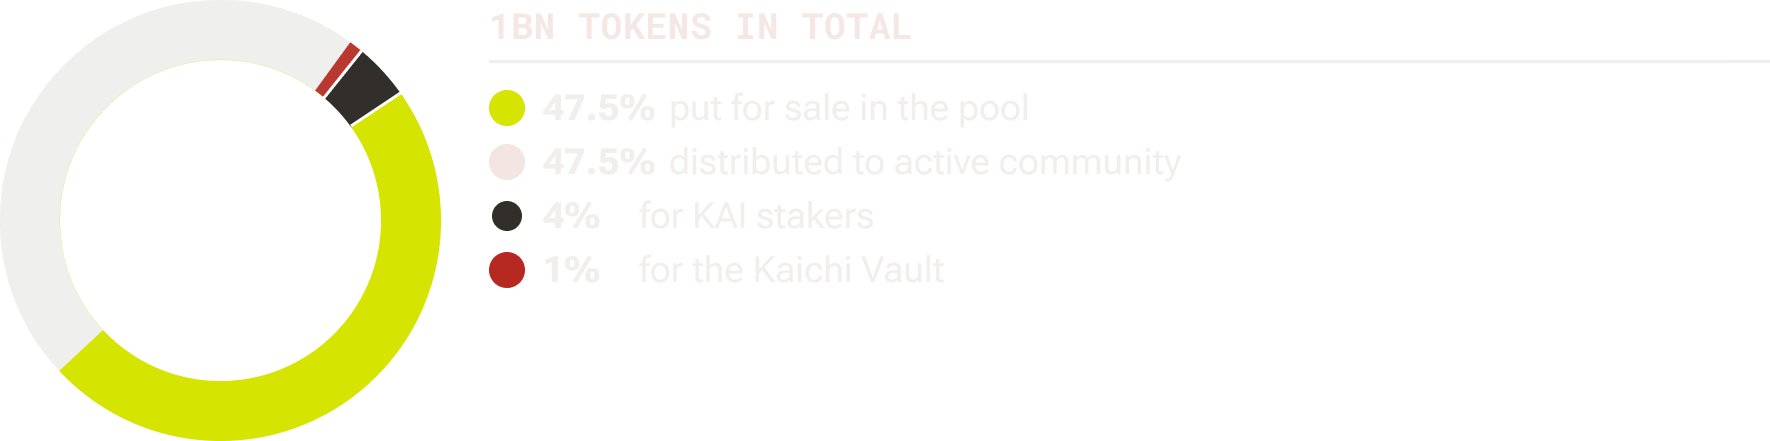 1BN TOKENS IN TOTAL
47.5% put for sale in the pool
47.5% distributed to active community
4% for KAI stakers
1% for the Kaichi Vault